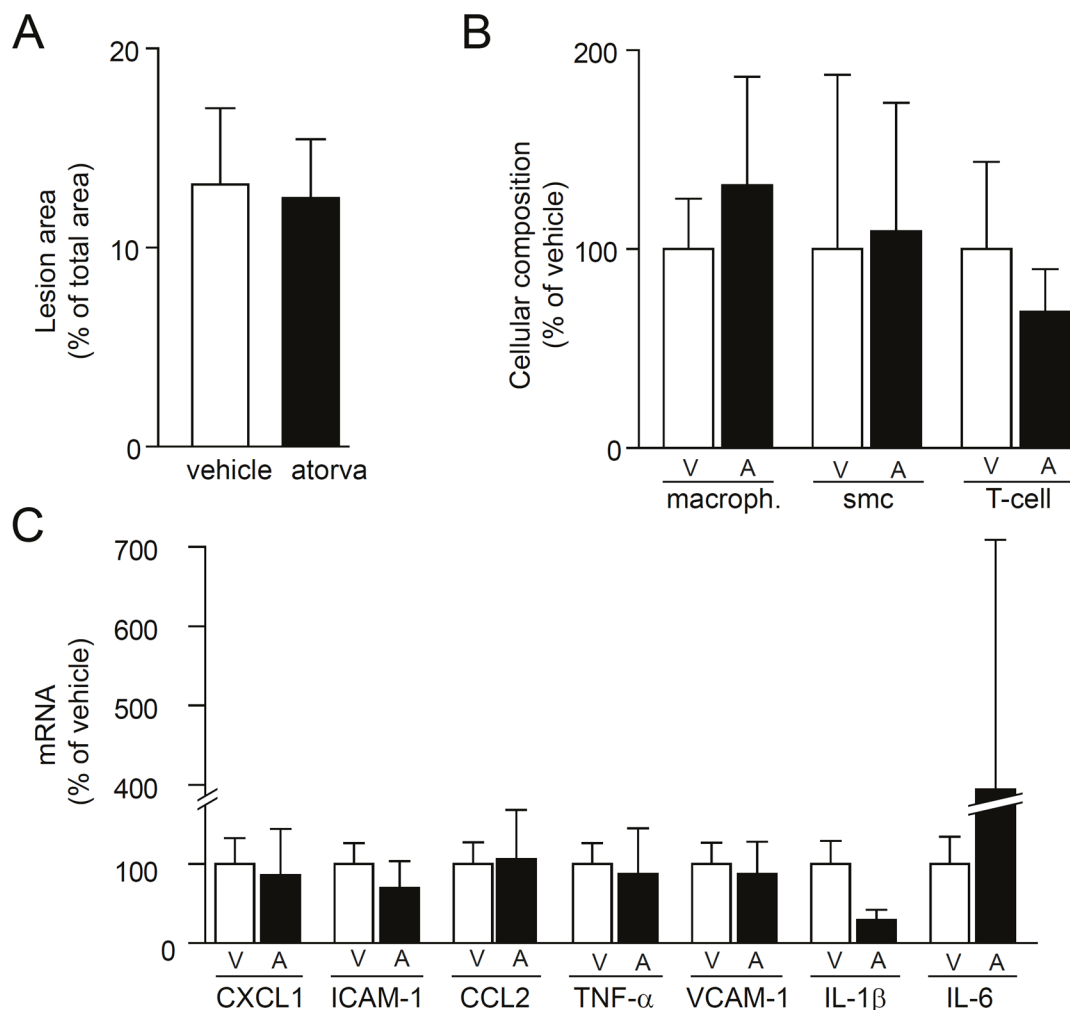 A
20
10
0
Lesion area
(% of total area)
vehicle atorva
B
200
100
0
Cellular composition
(% of vehicle)
V A V A V A
macroph. smc T-cell
C
700
600
500
400
100
0
mRNA
(% of vehicle)
V A V A V A V A V A V A V A
CXCL1 ICAM-1 CCL2 TNF-α VCAM-1 IL-1β IL-6